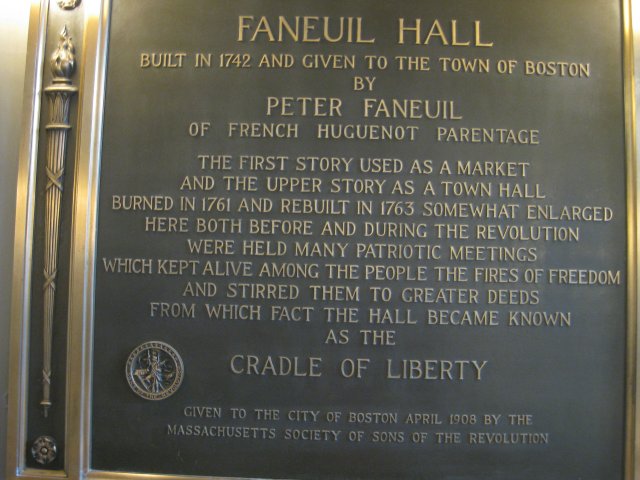 FANEUIL HALL
BUILT IN 1742 AND GIVEN TO THE TOWN OF BOSTON
BY
PETER FANEUIL
OF FRENCH HUGUENOT PARENTAGE
THE FIRST STORY USED AS A MARKET
AND THE UPPER STORY AS A TOWN HALL
BURNED IN 1761 AND REBUILT IN 1763 SOMEWHAT ENLARGED
HERE BOTH BEFORE AND DURING THE REVOLUTION
WERE HELD MANY PATRIOTIC MEETINGS
WHICH KEPT ALIVE AMONG THE PEOPLE THE FIRES OF FREEDOM
AND STIRRED THEM TO GREATER DEEDS
FROM WHICH FACT THE HALL BECAME KNOWN
AS THE
CRADLE OF LIBERTY
GIVEN TO THE CITY OF BOSTON APRIL 1908 BY THE
MASSACHUSETTS SOCIETY OF SONS OF THE REVOLUTION